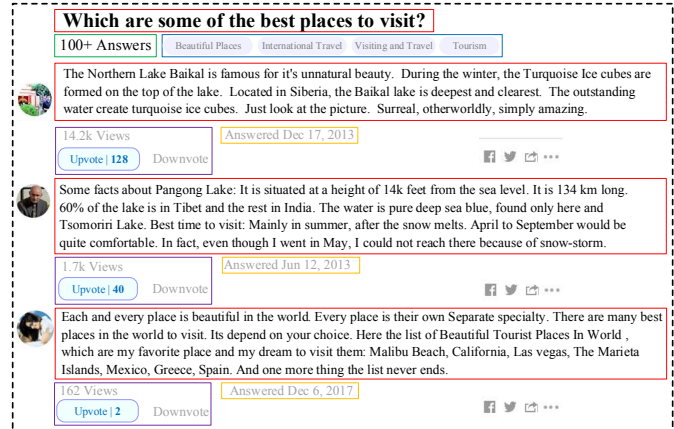 Which are some of the best places to visit?
100+ Answers Beautiful Places International Travel Visiting and Travel Tourism
The Northern Lake Baikal is famous for it's unnatural beauty. During the winter, the Turquoise Ice cubes are
formed on the top of the lake. Located in Siberia, the Baikal lake is deepest and clearest. The outstanding
water create turquoise ice cubes. Just look at the picture. Surreal, otherworldly, simply amazing.
14.2k Views Answered Dec 17, 2013
Upvote | 128 Downvote
Some facts about Pangong Lake: It is situated at a height of 14k feet from the sea level. It is 134 km long.
60% of the lake is in Tibet and the rest in India. The water is pure deep sea blue, found only here and
Tsomoriri Lake. Best time to visit: Mainly in summer, after the snow melts. April to September would be
quite comfortable. In fact, even though I went in May, I could not reach there because of snow-storm.
1.7k Views Answered Jun 12, 2013
Upvote | 40 Downvote
Each and every place is beautiful in the world. Every place is their own Separate specialty. There are many best
places in the world to visit. Its depend on your choice. Here the list of Beautiful Tourist Places In World ,
which are my favorite place and my dream to visit them: Malibu Beach, California, Las vegas, The Marieta
Islands, Mexico, Greece, Spain. And one more thing the list never ends.
162 Views Answered Dec 6, 2017
Upvote | 2 Downvote